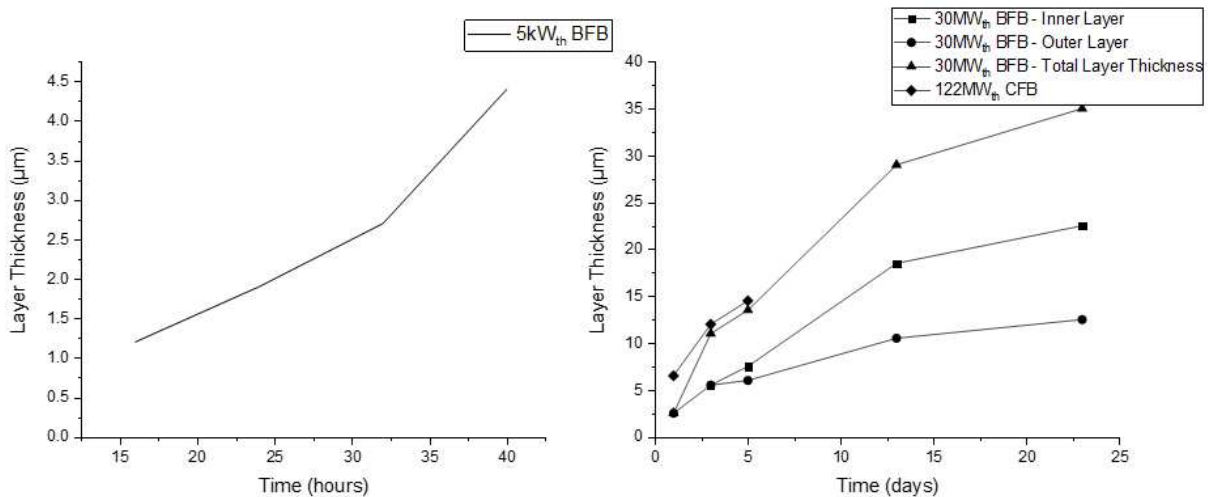 5kWth BFB
4.5
4.0
3.5
3.0
2.5
2.0
1.5
1.0
0.5
0.0
Layer Thickness (µm)
15 20 25 30 35 40
Time (hours)
30MWth BFB - Inner Layer
30MWth BFB - Outer Layer
30MWth BFB - Total Layer Thickness
122MWth CFB
40
35
30
25
20
15
10
5
0
Layer Thickness (µm)
0 5 10 15 20 25
Time (days)